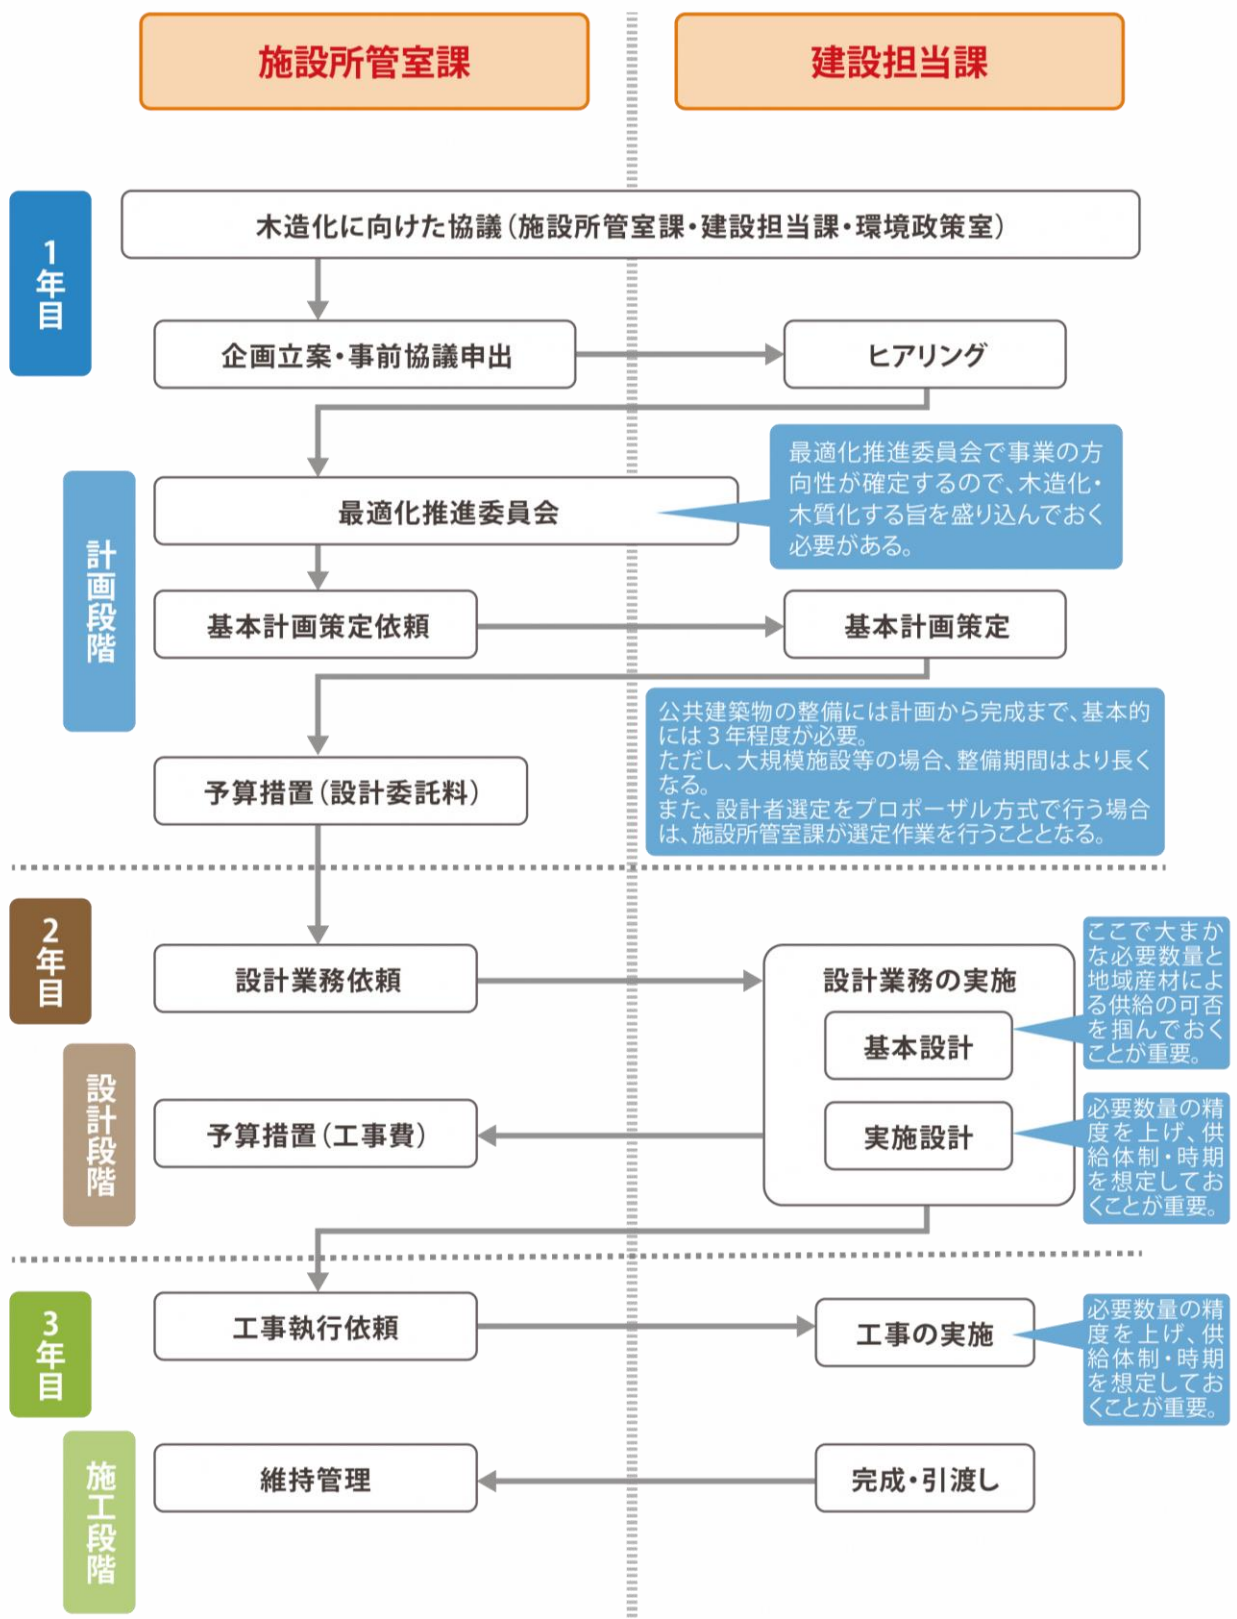 施設所管室課
建設担当課
1年目
木造化に向けた協議（施設所管室課・建設担当課・環境政策室）
企画立案・事前協議申出
ヒアリング
計画段階
最適化推進委員会
最適化推進委員会で事業の方
向性が確定するので、木造化・
木質化する旨を盛り込んでおく
必要がある。
基本計画策定依頼
基本計画策定
予算措置（設計委託料）
公共建築物の整備には計画から完成まで、基本的
には３年程度が必要。
ただし、大規模施設等の場合、整備期間はより長く
なる。
また、設計者選定をプロポーザル方式で行う場合
は、施設所管室課が選定作業を行うこととなる。
2年目
設計業務依頼
設計業務の実施
基本設計
ここで大まか
な必要数量と
地域産材によ
る供給の可否
を掴んでおく
ことが重要。
設計段階
予算措置（工事費）
実施設計
必要数量の精
度を上げ、供
給体制・時期
を想定してお
くことが重要。
3年目
工事執行依頼
工事の実施
必要数量の精
度を上げ、供
給体制・時期
を想定してお
くことが重要。
施工段階
維持管理
完成・引渡し